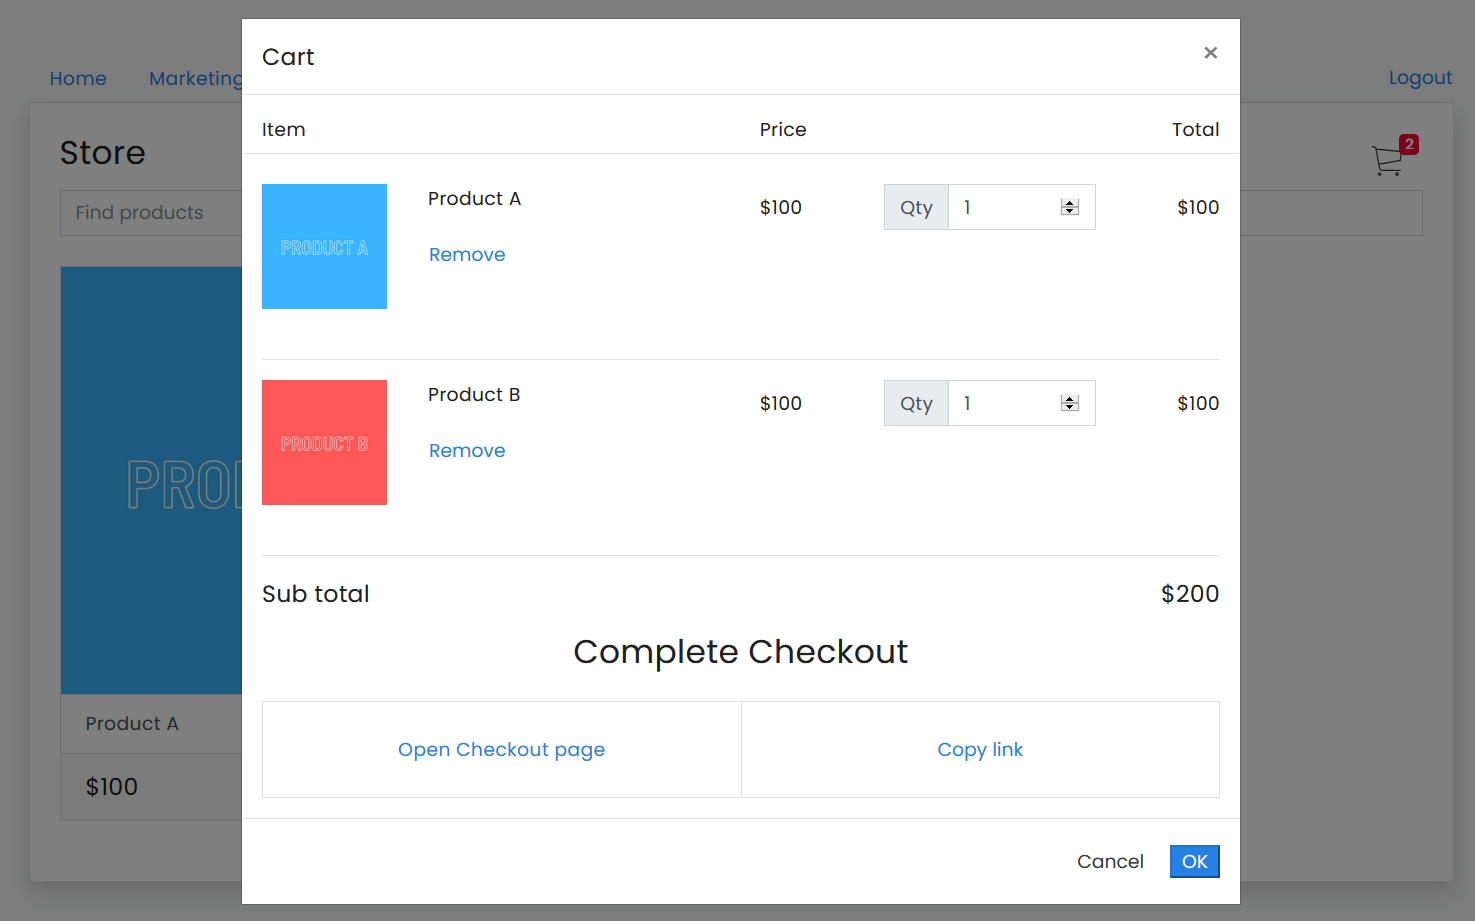 Cart ×
Home Marketing Logout
Item Price Total
Store 2
Find products
Product A $100 Qty 1 $100
PRODUCT A
Remove
Product B $100 Qty 1 $100
PRODUCT B
Remove
PRO
Sub total $200
Complete Checkout
Product A
Open Checkout page Copy link
$100
Cancel OK